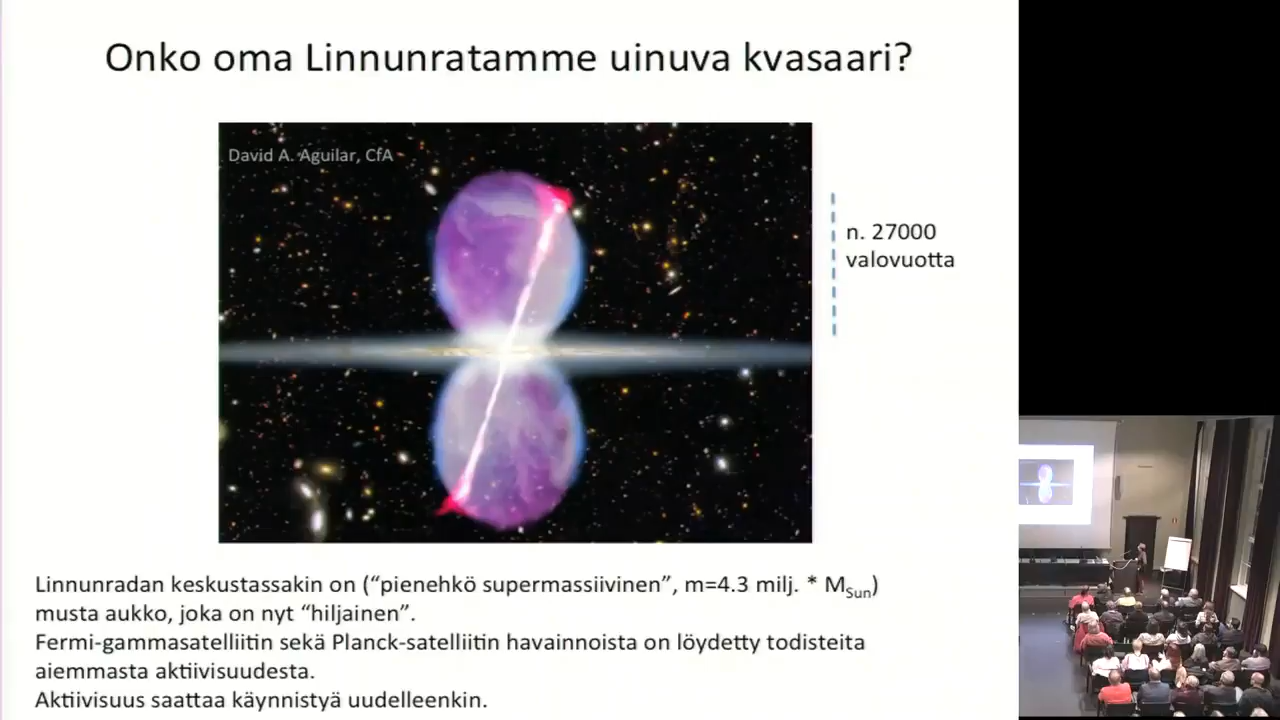 Onko oma Linnunratamme uinuva kvasaari?
David A. Aguilar, CfA
n. 27000
valovuotta
Linnunradan keskustassakin on (“pienehkö supermassiivinen”, m=4.3 milj. * MSun)
musta aukko, joka on nyt “hiljainen”.
Fermi-gammasatelliitin sekä Planck-satelliitin havainnoista on löydetty todisteita
aiemmasta aktivisuudesta.
Aktiivisuus saattaa käynnistyä uudelleenkin.